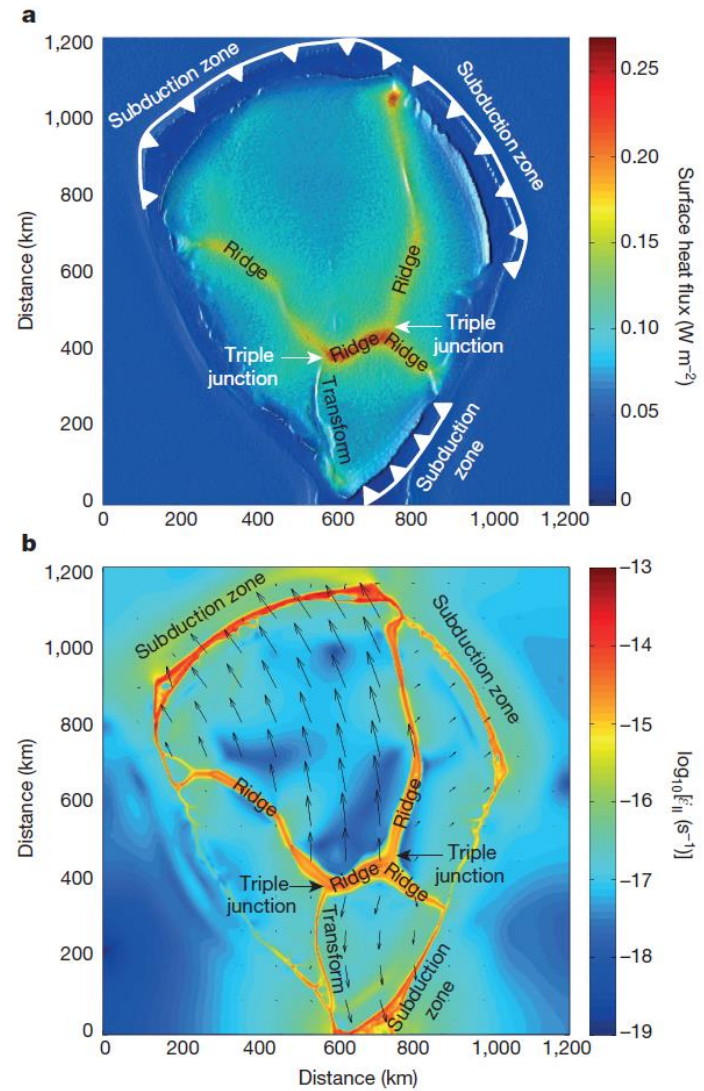 a
1,200
1,000
800
600
400
200
0
Distance (km)
0 200 400 600 800 1,000 1,200
Subduction zone
Subduction zone
Ridge
Ridge
Triple
junction
Ridge
Ridge
Triple
junction
Transform
Subduction
zone
0.25
0.20
0.15
0.10
0.05
0
Surface heat flux (W m⁻²)
b
1,200
1,000
800
600
400
200
0
Distance (km)
0 200 400 600 800 1,000 1,200
Distance (km)
Subduction zone
Subduction zone
Ridge
Ridge
Triple
junction
Ridge
Ridge
Triple
junction
Transform
Subduction
zone
–13
–14
–15
–16
–17
–18
–19
log₁₀[ε̇_II (s⁻¹)]